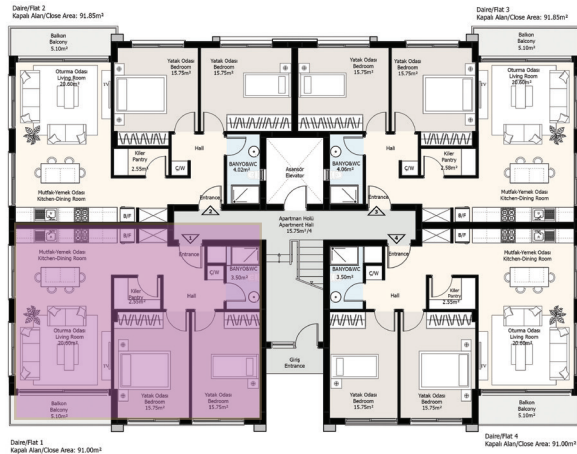 Daire/Flat 2
Kapalı Alan/Close Area: 91.85m²
Daire/Flat 3
Kapalı Alan/Close Area: 91.85m²
Balkon
Balcony
5.10m²
Yatak Odası
Bedroom
15.75m²
Yatak Odası
Bedroom
15.75m²
Yatak Odası
Bedroom
15.75m²
Yatak Odası
Bedroom
15.75m²
Balkon
Balcony
5.10m²
Oturma Odası
Living Room
20.80m²
TV
Oturma Odası
Living Room
20.80m²
Kiler
Pantry
2.55m²
Hall
C/W
BANYO&WC
4.02m²
Asansör
Elevator
BANYO&WC
4.06m²
C/W
Hall
Kiler
Pantry
2.58m²
Mutfak-Yemek Odası
Kitchen-Dining Room
B/F
Entrance
2
Apartman Holü
Apartment Hall
15.75m²/4
Entrance
3
B/F
Mutfak-Yemek Odası
Kitchen-Dining Room
Mutfak-Yemek Odası
Kitchen-Dining Room
B/F
1
Entrance
4
Entrance
B/F
Mutfak-Yemek Odası
Kitchen-Dining Room
Kiler
Pantry
2.55m²
Hall
C/W
BANYO&WC
3.50m²
BANYO&WC
3.50m²
C/W
Hall
Kiler
Pantry
2.55m²
Oturma Odası
Living Room
20.80m²
Oturma Odası
Living Room
20.80m²
Giriş
Entrance
Yatak Odası
Bedroom
15.75m²
Yatak Odası
Bedroom
15.75m²
Yatak Odası
Bedroom
15.75m²
Yatak Odası
Bedroom
15.75m²
Balkon
Balcony
5.10m²
Balkon
Balcony
5.10m²
Daire/Flat 1
Kapalı Alan/Close Area: 91.00m²
Daire/Flat 4
Kapalı Alan/Close Area: 91.00m²